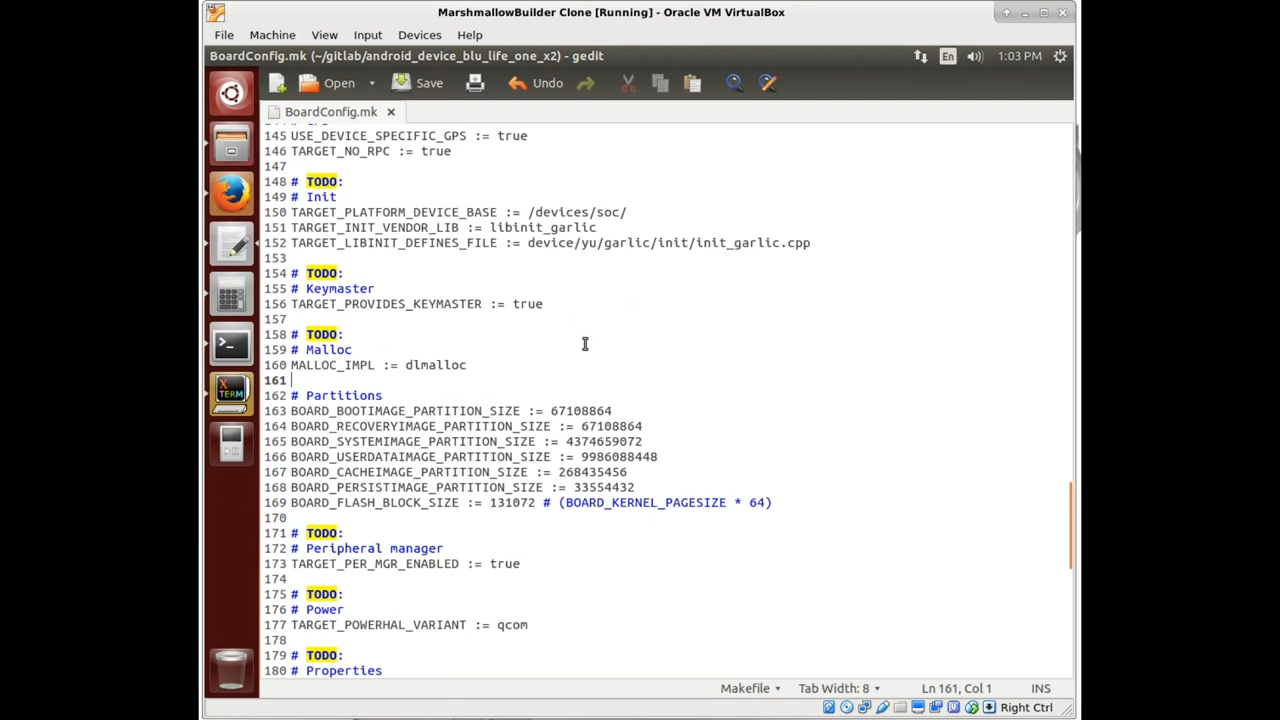 MarshmallowBuilder Clone [Running] - Oracle VM VirtualBox
File Machine View Input Devices Help
BoardConfig.mk (~/gitlab/android_device_blu_life_one_x2) - gedit En 1:03 PM
Open Save Undo
BoardConfig.mk
145 USE_DEVICE_SPECIFIC_GPS := true
146 TARGET_NO_RPC := true
147
148 # TODO:
149 # Init
150 TARGET_PLATFORM_DEVICE_BASE := /devices/soc/
151 TARGET_INIT_VENDOR_LIB := libinit_garlic
152 TARGET_LIBINIT_DEFINES_FILE := device/yu/garlic/init/init_garlic.cpp
153
154 # TODO:
155 # Keymaster
156 TARGET_PROVIDES_KEYMASTER := true
157
158 # TODO:
159 # Malloc
160 MALLOC_IMPL := dlmalloc
161
162 # Partitions
163 BOARD_BOOTIMAGE_PARTITION_SIZE := 67108864
164 BOARD_RECOVERYIMAGE_PARTITION_SIZE := 67108864
165 BOARD_SYSTEMIMAGE_PARTITION_SIZE := 4374659072
166 BOARD_USERDATAIMAGE_PARTITION_SIZE := 9986088448
167 BOARD_CACHEIMAGE_PARTITION_SIZE := 268435456
168 BOARD_PERSISTIMAGE_PARTITION_SIZE := 33554432
169 BOARD_FLASH_BLOCK_SIZE := 131072 # (BOARD_KERNEL_PAGESIZE * 64)
170
171 # TODO:
172 # Peripheral manager
173 TARGET_PER_MGR_ENABLED := true
174
175 # TODO:
176 # Power
177 TARGET_POWERHAL_VARIANT := qcom
178
179 # TODO:
180 # Properties
X TERM
Makefile Tab Width: 8 Ln 161, Col 1 INS
Right Ctrl